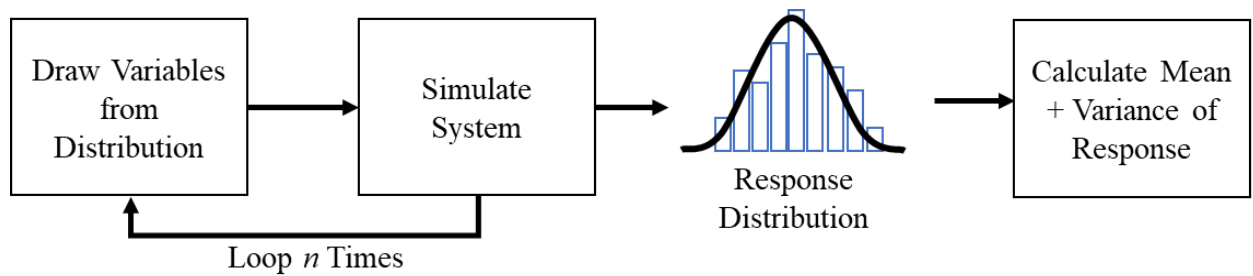 Draw Variables
from
Distribution
Simulate
System
Loop n Times
Response
Distribution
Calculate Mean
+ Variance of
Response